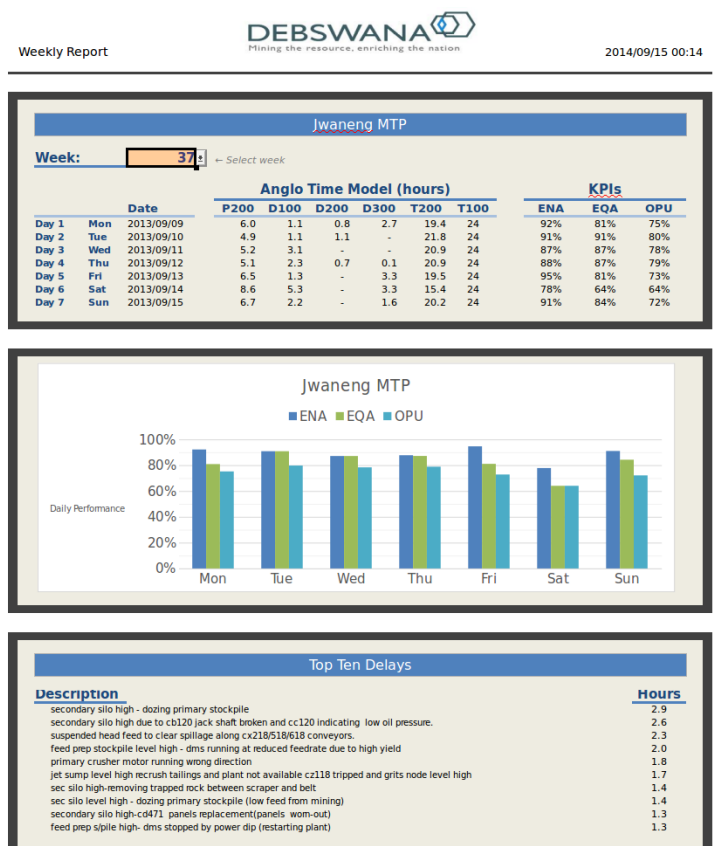 DEBSWANA
Mining the resource, enriching the nation
Weekly Report 2014/09/15 00:14
Jwaneng MTP
Week: 37 ← Select week
Anglo Time Model (hours) KPIs
Date P200 D100 D200 D300 T200 T100 ENA EQA OPU
Day 1 Mon 2013/09/09 6.0 1.1 0.8 2.7 19.4 24 92% 81% 75%
Day 2 Tue 2013/09/10 4.9 1.1 1.1 - 21.8 24 91% 91% 80%
Day 3 Wed 2013/09/11 5.2 3.1 - - 20.9 24 87% 87% 78%
Day 4 Thu 2013/09/12 5.1 2.3 0.7 0.1 20.9 24 88% 87% 79%
Day 5 Fri 2013/09/13 6.5 1.3 - 3.3 19.5 24 95% 81% 73%
Day 6 Sat 2013/09/14 8.6 5.3 - 3.3 15.4 24 78% 64% 64%
Day 7 Sun 2013/09/15 6.7 2.2 - 1.6 20.2 24 91% 84% 72%
Jwaneng MTP
ENA EQA OPU
100%
80%
60%
Daily Performance
40%
20%
0%
Mon Tue Wed Thu Fri Sat Sun
Top Ten Delays
Description Hours
secondary silo high - dozing primary stockpile 2.9
secondary silo high due to cb120 jack shaft broken and cc120 indicating low oil pressure. 2.6
suspended head feed to clear spillage along cx218/518/618 conveyors. 2.3
feed prep stockpile level high - dms running at reduced feedrate due to high yield 2.0
primary crusher motor running wrong direction 1.8
jet sump level high recrush tailings and plant not available cz118 tripped and grits node level high 1.7
sec silo high-removing trapped rock between scraper and belt 1.4
sec silo level high - dozing primary stockpile (low feed from mining) 1.4
secondary silo high-cd471 panels replacement(panels worn-out) 1.3
feed prep s/pile high- dms stopped by power dip (restarting plant) 1.3